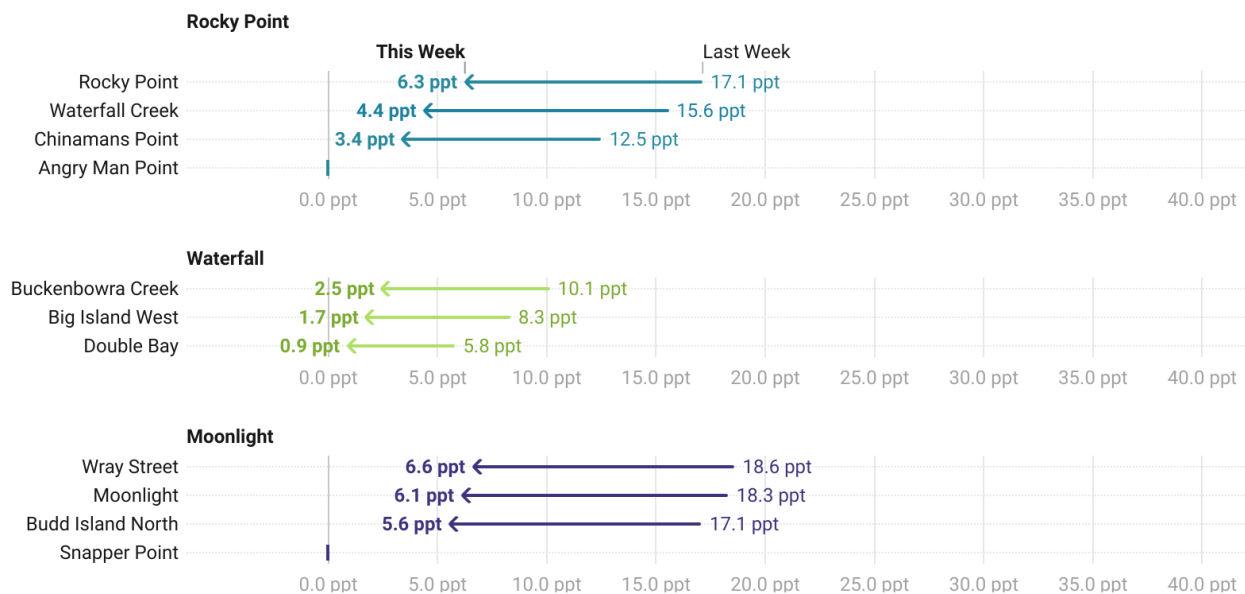 Rocky Point
This Week Last Week
Rocky Point 6.3 ppt 17.1 ppt
Waterfall Creek 4.4 ppt 15.6 ppt
Chinamans Point 3.4 ppt 12.5 ppt
Angry Man Point
0.0 ppt 5.0 ppt 10.0 ppt 15.0 ppt 20.0 ppt 25.0 ppt 30.0 ppt 35.0 ppt 40.0 ppt
Waterfall
Buckenbowra Creek 2.5 ppt 10.1 ppt
Big Island West 1.7 ppt 8.3 ppt
Double Bay 0.9 ppt 5.8 ppt
0.0 ppt 5.0 ppt 10.0 ppt 15.0 ppt 20.0 ppt 25.0 ppt 30.0 ppt 35.0 ppt 40.0 ppt
Moonlight
Wray Street 6.6 ppt 18.6 ppt
Moonlight 6.1 ppt 18.3 ppt
Budd Island North 5.6 ppt 17.1 ppt
Snapper Point
0.0 ppt 5.0 ppt 10.0 ppt 15.0 ppt 20.0 ppt 25.0 ppt 30.0 ppt 35.0 ppt 40.0 ppt